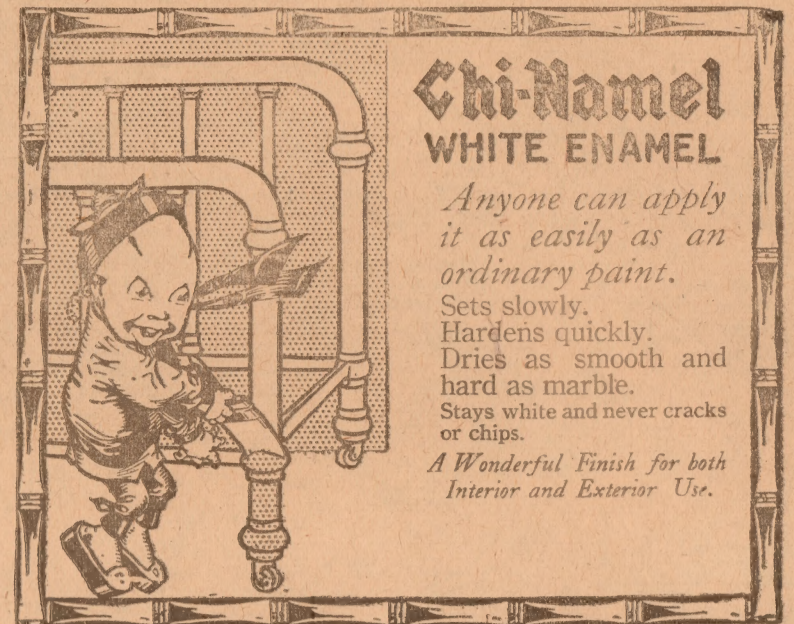 Chi-Namel
WHITE ENAMEL
Anyone can apply
it as easily as an
ordinary paint.
Sets slowly.
Hardens quickly.
Dries as smooth and
hard as marble.
Stays white and never cracks
or chips.
A Wonderful Finish for both
Interior and Exterior Use.